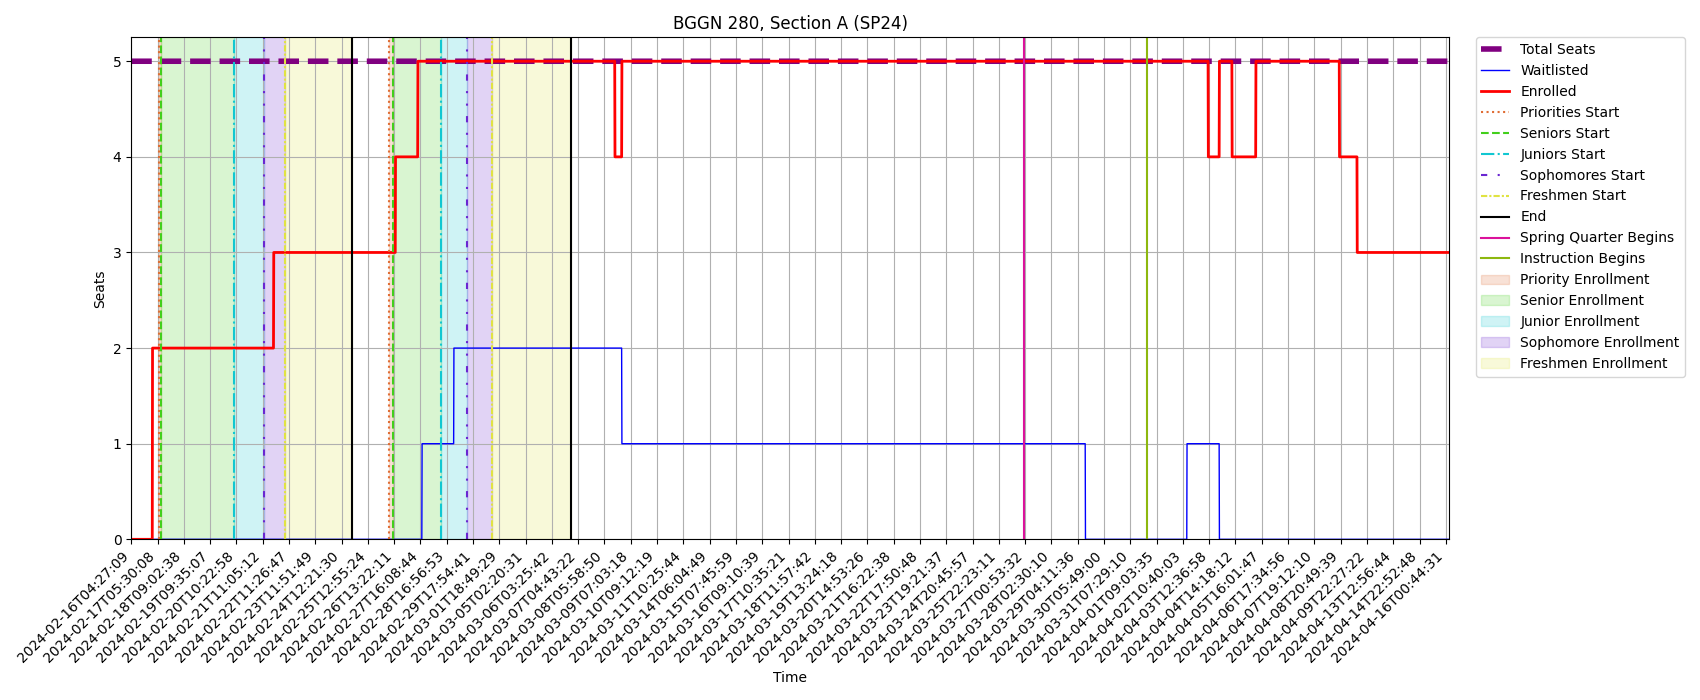 BGGN 280, Section A (SP24)
Seats
5
4
3
2
1
0
2024-02-16T04:27:09
2024-02-17T05:30:08
2024-02-18T09:02:38
2024-02-19T09:35:07
2024-02-20T10:22:58
2024-02-21T11:05:12
2024-02-22T11:26:47
2024-02-23T11:51:49
2024-02-24T12:21:30
2024-02-25T12:55:24
2024-02-26T13:22:11
2024-02-27T16:08:44
2024-02-28T16:56:53
2024-02-29T17:54:41
2024-03-01T18:49:29
2024-03-05T02:20:31
2024-03-06T03:25:42
2024-03-07T04:43:22
2024-03-08T05:58:50
2024-03-09T07:03:18
2024-03-10T09:12:19
2024-03-11T10:25:44
2024-03-14T06:04:49
2024-03-15T07:45:59
2024-03-16T09:10:39
2024-03-17T10:35:21
2024-03-18T11:57:42
2024-03-19T13:24:18
2024-03-20T14:53:26
2024-03-21T16:22:38
2024-03-22T17:50:48
2024-03-23T19:21:37
2024-03-24T20:45:57
2024-03-25T22:23:11
2024-03-27T00:53:32
2024-03-28T02:30:10
2024-03-29T04:11:36
2024-03-30T05:49:00
2024-03-31T07:29:10
2024-04-01T09:03:35
2024-04-02T10:40:03
2024-04-03T12:36:58
2024-04-04T14:18:12
2024-04-05T16:01:47
2024-04-06T17:34:56
2024-04-07T19:12:10
2024-04-08T20:49:39
2024-04-09T22:27:22
2024-04-13T12:56:44
2024-04-14T22:52:48
2024-04-16T00:44:31
Time
Total Seats
Waitlisted
Enrolled
Priorities Start
Seniors Start
Juniors Start
Sophomores Start
Freshmen Start
End
Spring Quarter Begins
Instruction Begins
Priority Enrollment
Senior Enrollment
Junior Enrollment
Sophomore Enrollment
Freshmen Enrollment